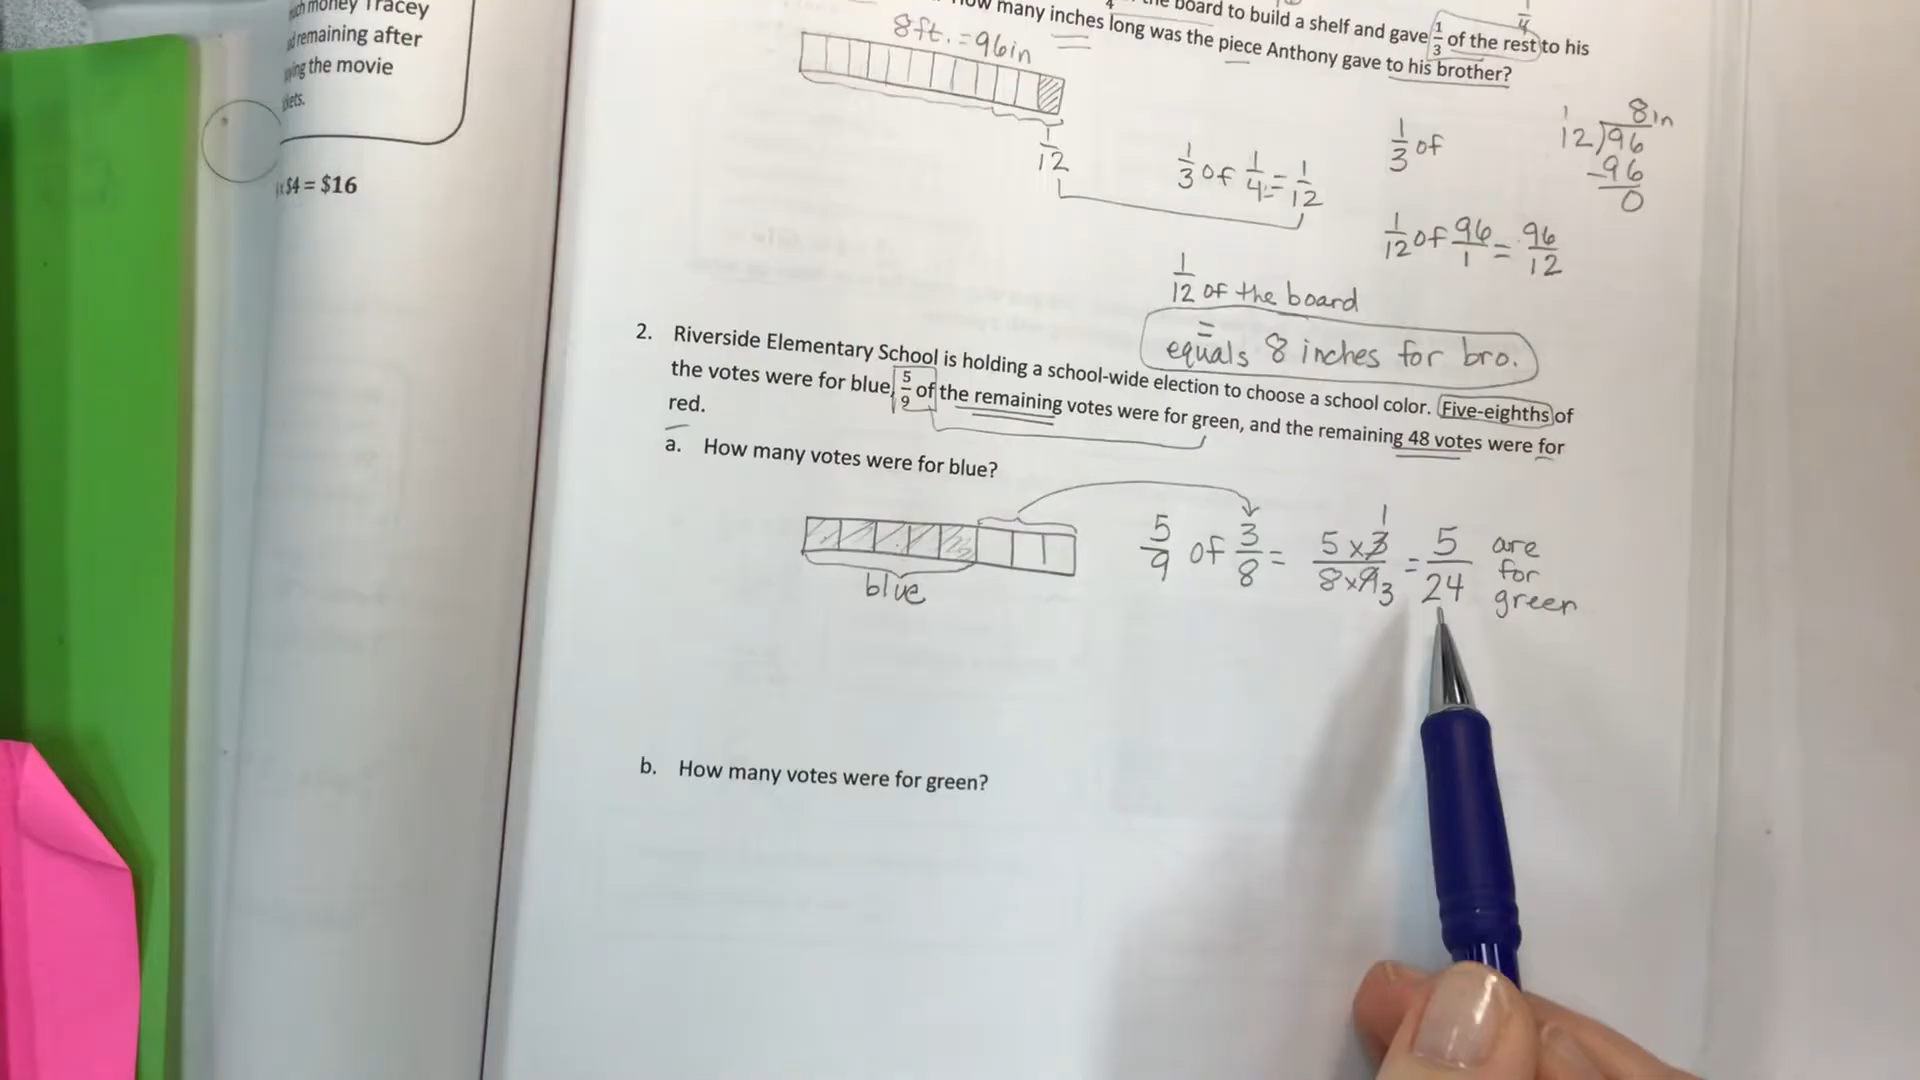 money Tracey
remaining after
the movie
$4 = $16
the board to build a shelf and gave 1/3 of the rest to his
many inches long was the piece Anthony gave to his brother?
1/4
8ft. = 96in
1/12
1/3 of 1/4 = 1/12
1/3 of
8in
12)96
-96
0
1/12 of 96/1 = 96/12
1/12 of the board
=
equals 8 inches for bro.
2. Riverside Elementary School is holding a school-wide election to choose a school color. Five-eighths of
the votes were for blue, 5/9 of the remaining votes were for green, and the remaining 48 votes were for
red.
a. How many votes were for blue?
blue
5/9 of 3/8 = 5 x 3 / 8 x 9 = 5/24 are
1
3
for
green
b. How many votes were for green?